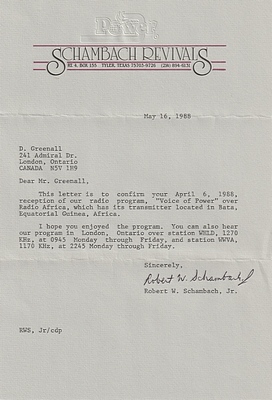 Power
SCHAMBACH REVIVALS
RT. 4, BOX 155 TYLER, TEXAS 75703-9726 (214) 894-6131
May 16, 1988
D. Greenall
241 Admiral Dr.
London, Ontario
CANADA N5V 1H9
Dear Mr. Greenall,
This letter is to confirm your April 6, 1988,
reception of our radio program, "Voice of Power" over
Radio Africa, which has its transmitter located in Bata,
Equatorial Guinea, Africa.
I hope you enjoyed the program. You can also hear
our program in London, Ontario over station WHLD, 1270
KHz, at 0945 Monday through Friday, and station WWVA,
1170 KHz, at 2245 Monday through Friday.
Sincerely,
Robert W. Schambach, Jr.
Robert W. Schambach, Jr.
RWS, Jr/cdp